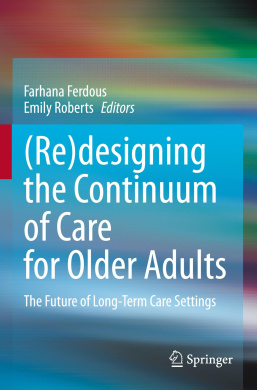 Farhana Ferdous
Emily Roberts Editors
(Re)designing
the Continuum
of Care
for Older Adults
The Future of Long-Term Care Settings
Springer